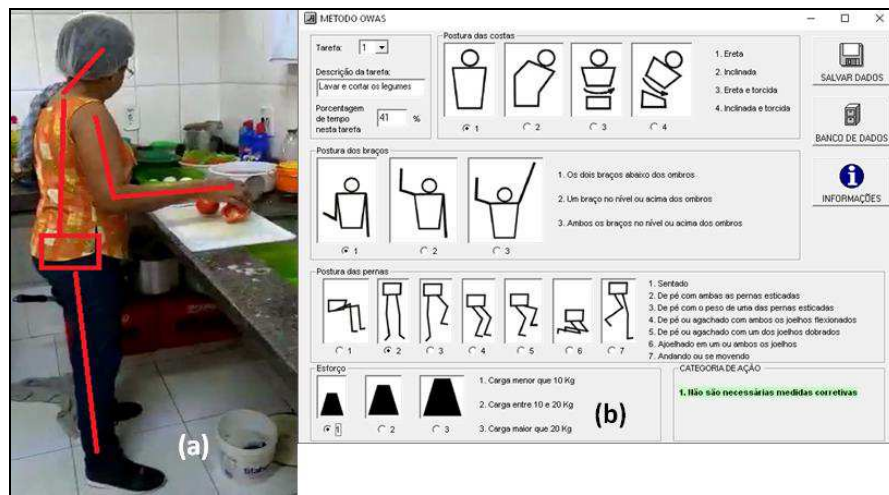 METODO OWAS
Tarefa: 1
Descrição da tarefa:
Lavar e cortar os legumes
Porcentagem
de tempo
nesta tarefa
41 %
Postura das costas
1. Ereta
2. Inclinada
3. Ereta e torcida
4. Inclinada e torcida
1 2 3 4
SALVAR DADOS
BANCO DE DADOS
INFORMAÇÕES
Postura dos braços
1. Os dois braços abaixo dos ombros
2. Um braço no nível ou acima dos ombros
3. Ambos os braços no nível ou acima dos ombros
1 2 3
Postura das pernas
1. Sentado
2. De pé com ambas as pernas esticadas
3. De pé com o peso de uma das pernas esticadas
4. De pé ou agachado com ambos os joelhos flexionados
5. De pé ou agachado com um dos joelhos dobrados
6. Ajoelhado em um ou ambos os joelhos
7. Andando ou se movendo
1 2 3 4 5 6 7
Esforço
1. Carga menor que 10 Kg
2. Carga entre 10 e 20 Kg
3. Carga maior que 20 Kg
1 2 3
CATEGORIA DE AÇÃO
1. Não são necessárias medidas corretivas
(a)
(b)